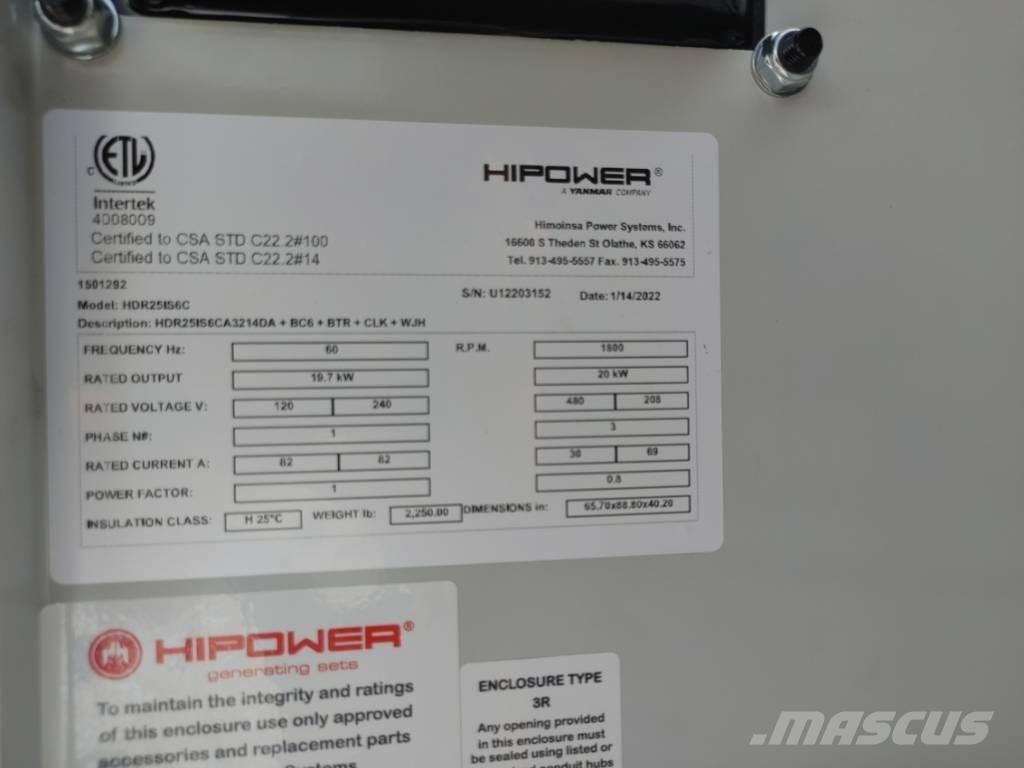 ETL
C
LISTED
Intertek
4008009
Certified to CSA STD C22.2#100
Certified to CSA STD C22.2#14
HIPOWER®
A YANMAR COMPANY
Himoinsa Power Systems, Inc.
16600 S Theden St Olathe, KS 66062
Tel. 913-495-5557 Fax. 913-495-5575
1501292
Model: HDR25IS6C
S/N: U12203152 Date: 1/14/2022
Description: HDR25IS6CA3214DA + BC6 + BTR + CLK + WJH
FREQUENCY Hz: 60 R.P.M. 1800
RATED OUTPUT 19.7 kW 20 kW
RATED VOLTAGE V: 120 240 480 208
PHASE Nº: 1 3
RATED CURRENT A: 82 82 30 69
POWER FACTOR: 1 0.8
INSULATION CLASS: H 25°C WEIGHT lb: 2,250.00 DIMENSIONS in: 65.70x88.80x40.20
HIPOWER®
generating sets
To maintain the integrity and ratings
of this enclosure use only approved
accessories and replacement parts
Systems
ENCLOSURE TYPE
3R
Any opening provided
in this enclosure must
be sealed using listed or
conduit hubs
MASCUS